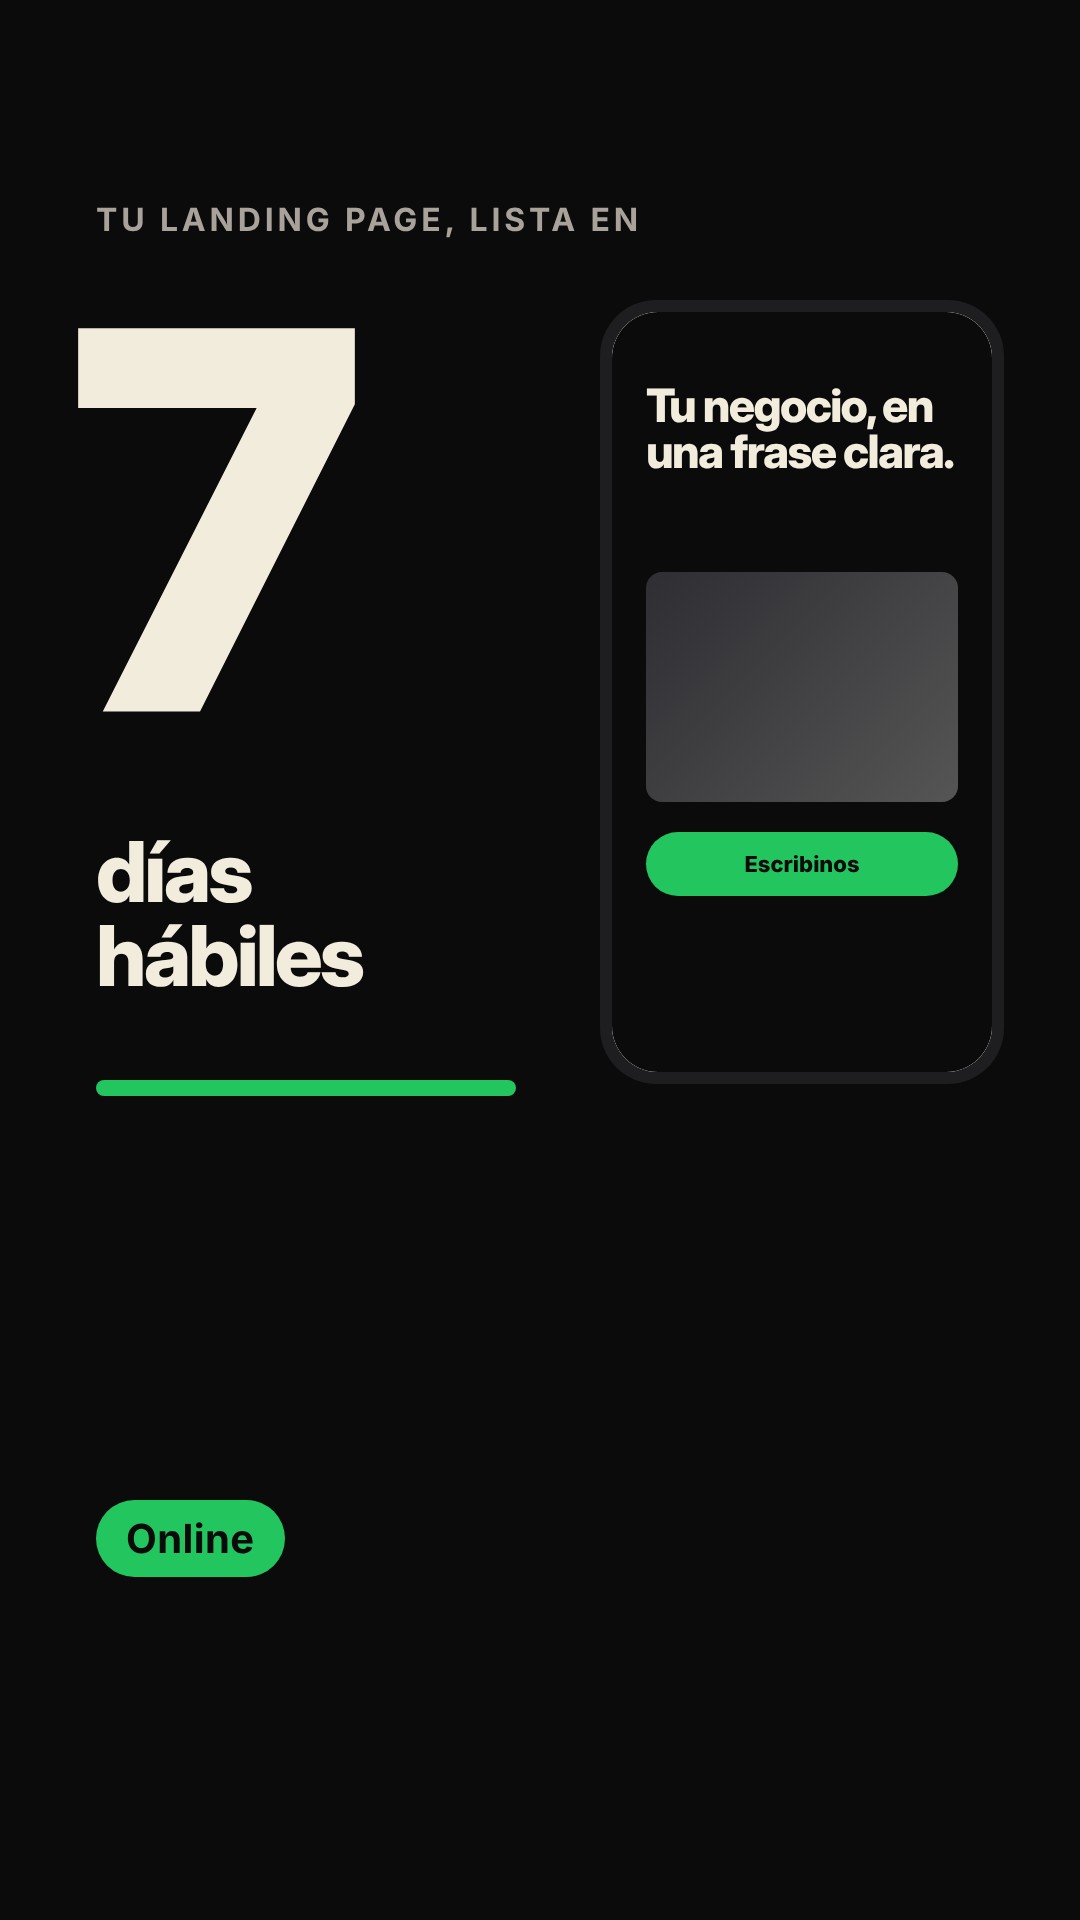 TU LANDING PAGE, LISTA EN
7
días
hábiles
Tu negocio, en
una frase clara.
Escribinos
Online